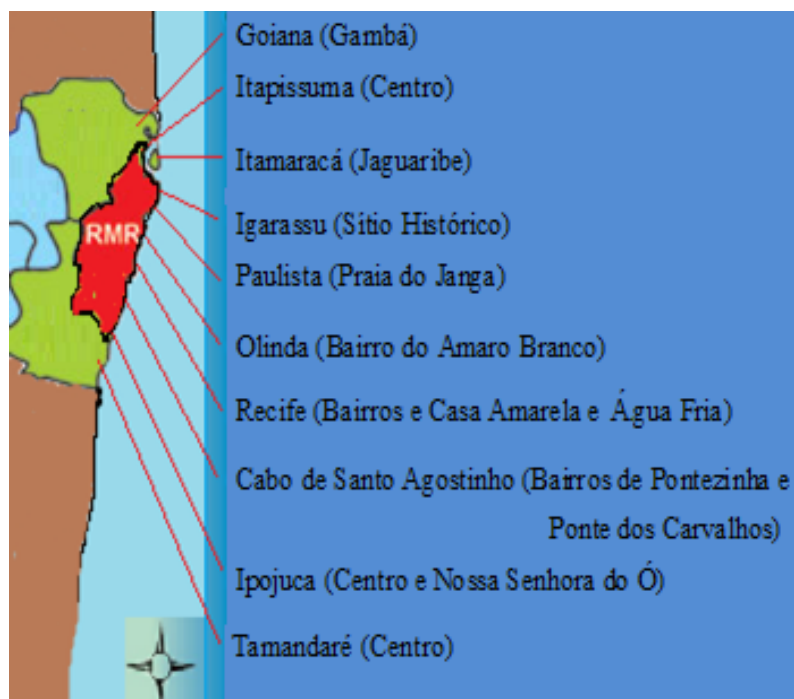 Goiana (Gambá)
Itapissuma (Centro)
Itamaracá (Jaguaribe)
Igarassu (Sítio Histórico)
RMR
Paulista (Praia do Janga)
Olinda (Bairro do Amaro Branco)
Recife (Bairros e Casa Amarela e Água Fria)
Cabo de Santo Agostinho (Bairros de Pontezinha e
Ponte dos Carvalhos)
Ipojuca (Centro e Nossa Senhora do Ó)
Tamandaré (Centro)